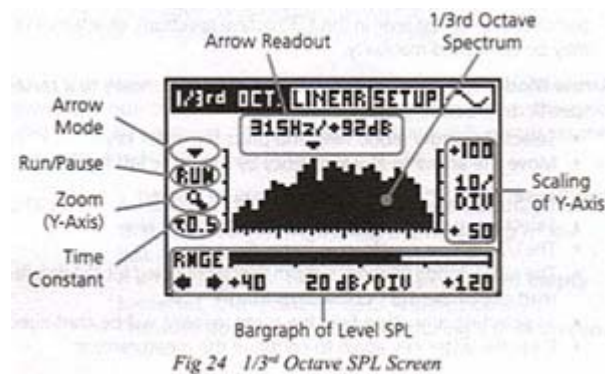 1/3rd Octave
Spectrum
Arrow Readout
1/3rd OCT. LINEAR SETUP
315Hz/+92dB
Arrow
Mode
Run/Pause
RUN
Zoom
(Y-Axis)
Time
Constant
τ0.5
+100
10/
DIV
+ 50
Scaling
of Y-Axis
RNGE
+40 20 dB/DIV +120
Bargraph of Level SPL
Fig 24 1/3rd Octave SPL Screen